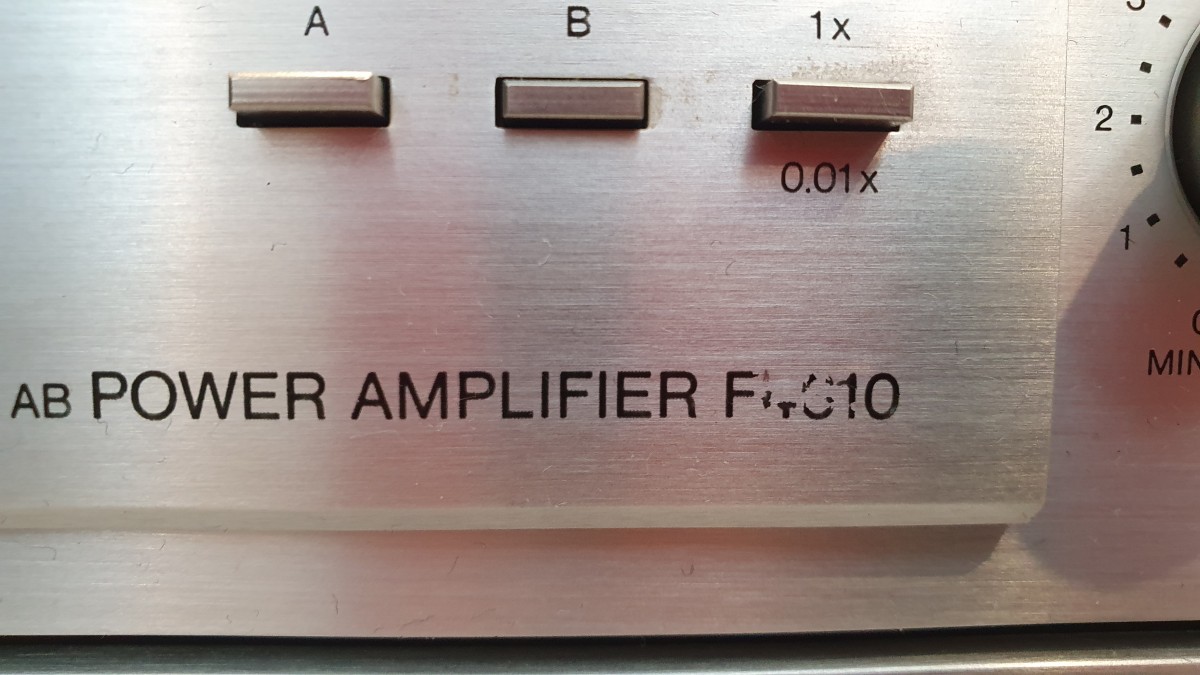 A B 1x
2
0.01x
1
MIN
AB POWER AMPLIFIER